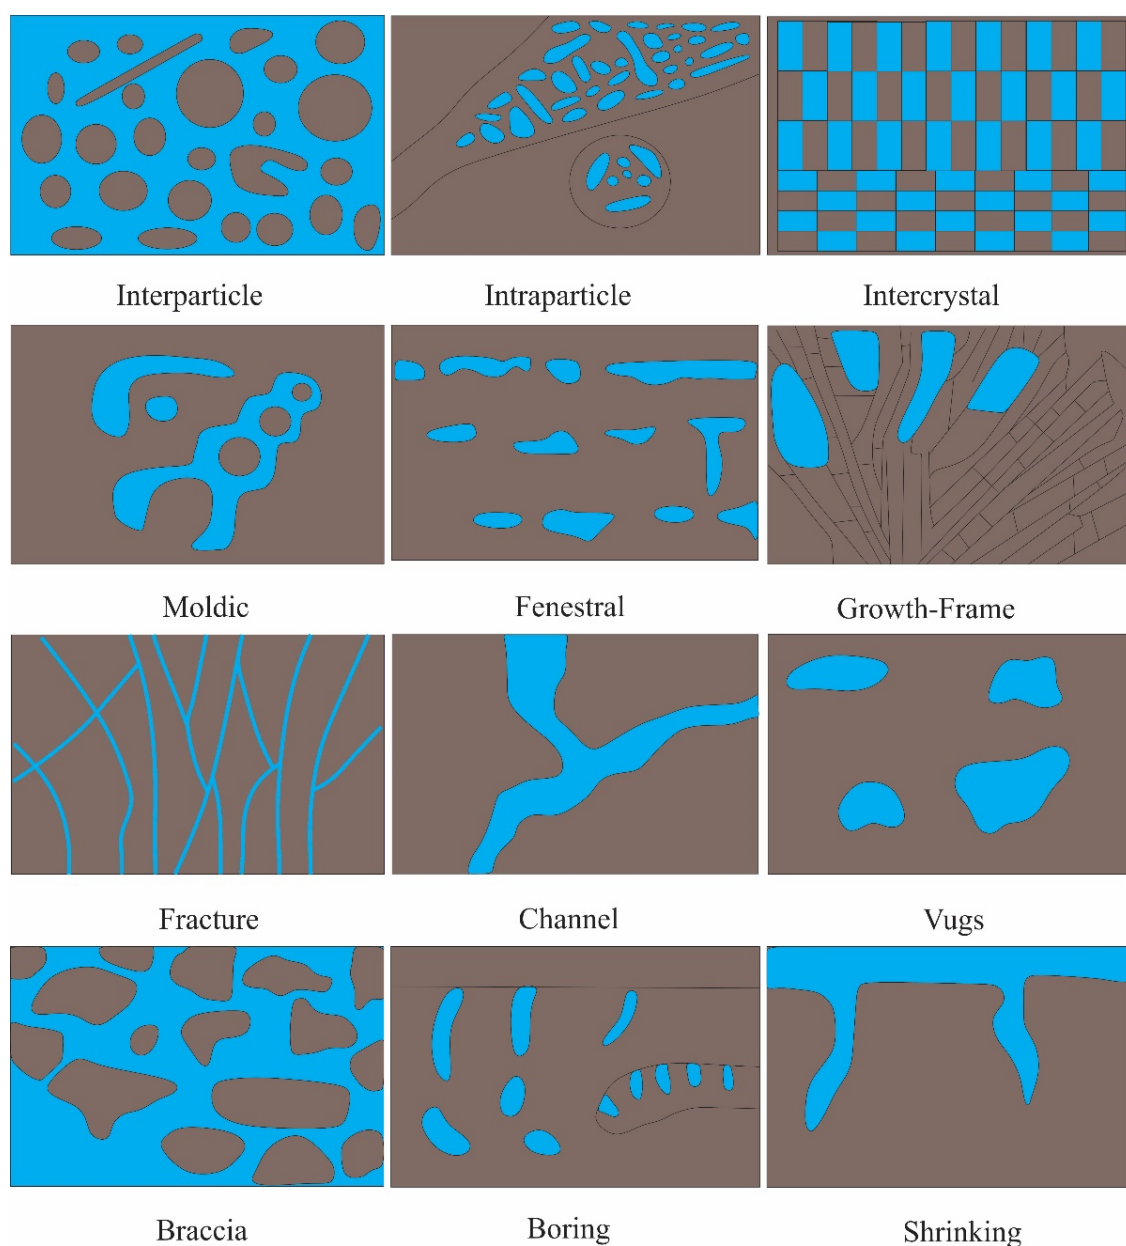 Interparticle
Intraparticle
Intercrystal
Moldic
Fenestral
Growth-Frame
Fracture
Channel
Vugs
Braccia
Boring
Shrinking